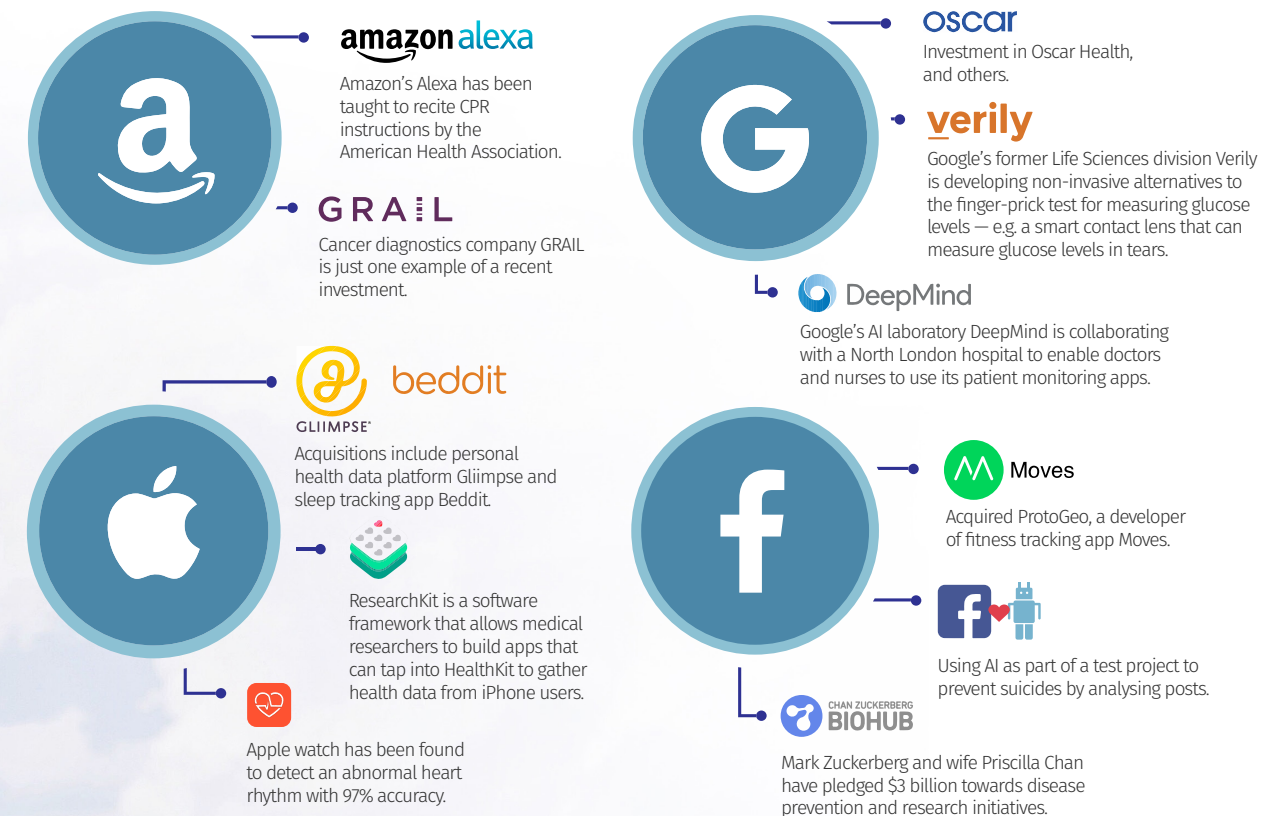 amazon alexa
Amazon’s Alexa has been
taught to recite CPR
instructions by the
American Health Association.
GRAIL
Cancer diagnostics company GRAIL
is just one example of a recent
investment.
oscar
Investment in Oscar Health,
and others.
verily
Google’s former Life Sciences division Verily
is developing non-invasive alternatives to
the finger-prick test for measuring glucose
levels — e.g. a smart contact lens that can
measure glucose levels in tears.
DeepMind
Google’s AI laboratory DeepMind is collaborating
with a North London hospital to enable doctors
and nurses to use its patient monitoring apps.
beddit
GLIIMPSE
Acquisitions include personal
health data platform Gliimpse and
sleep tracking app Beddit.
ResearchKit is a software
framework that allows medical
researchers to build apps that
can tap into HealthKit to gather
health data from iPhone users.
Apple watch has been found
to detect an abnormal heart
rhythm with 97% accuracy.
Moves
Acquired ProtoGeo, a developer
of fitness tracking app Moves.
Using AI as part of a test project to
prevent suicides by analysing posts.
CHAN ZUCKERBERG
BIOHUB
Mark Zuckerberg and wife Priscilla Chan
have pledged $3 billion towards disease
prevention and research initiatives.